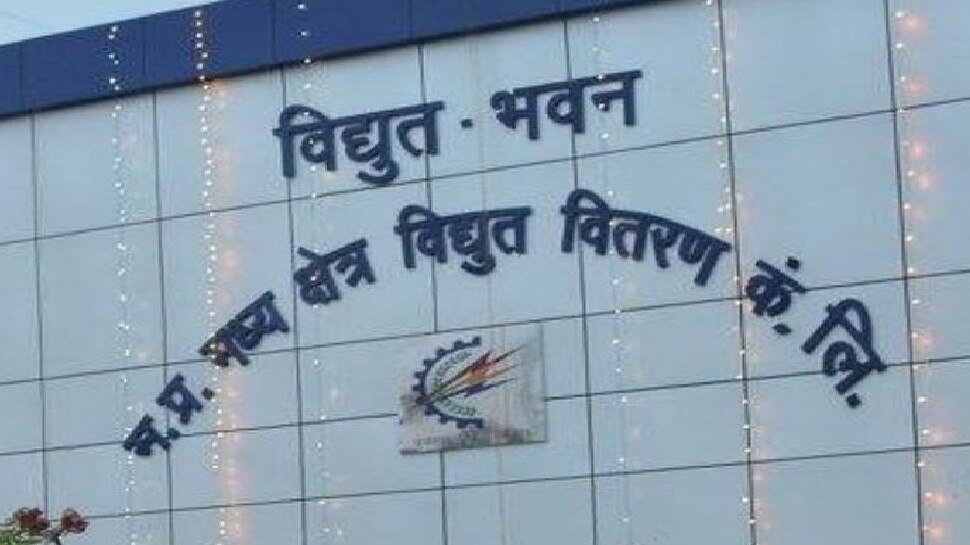 विद्युत - भवन
म.प्र. मध्य क्षेत्र विद्युत वितरण कं. लि.